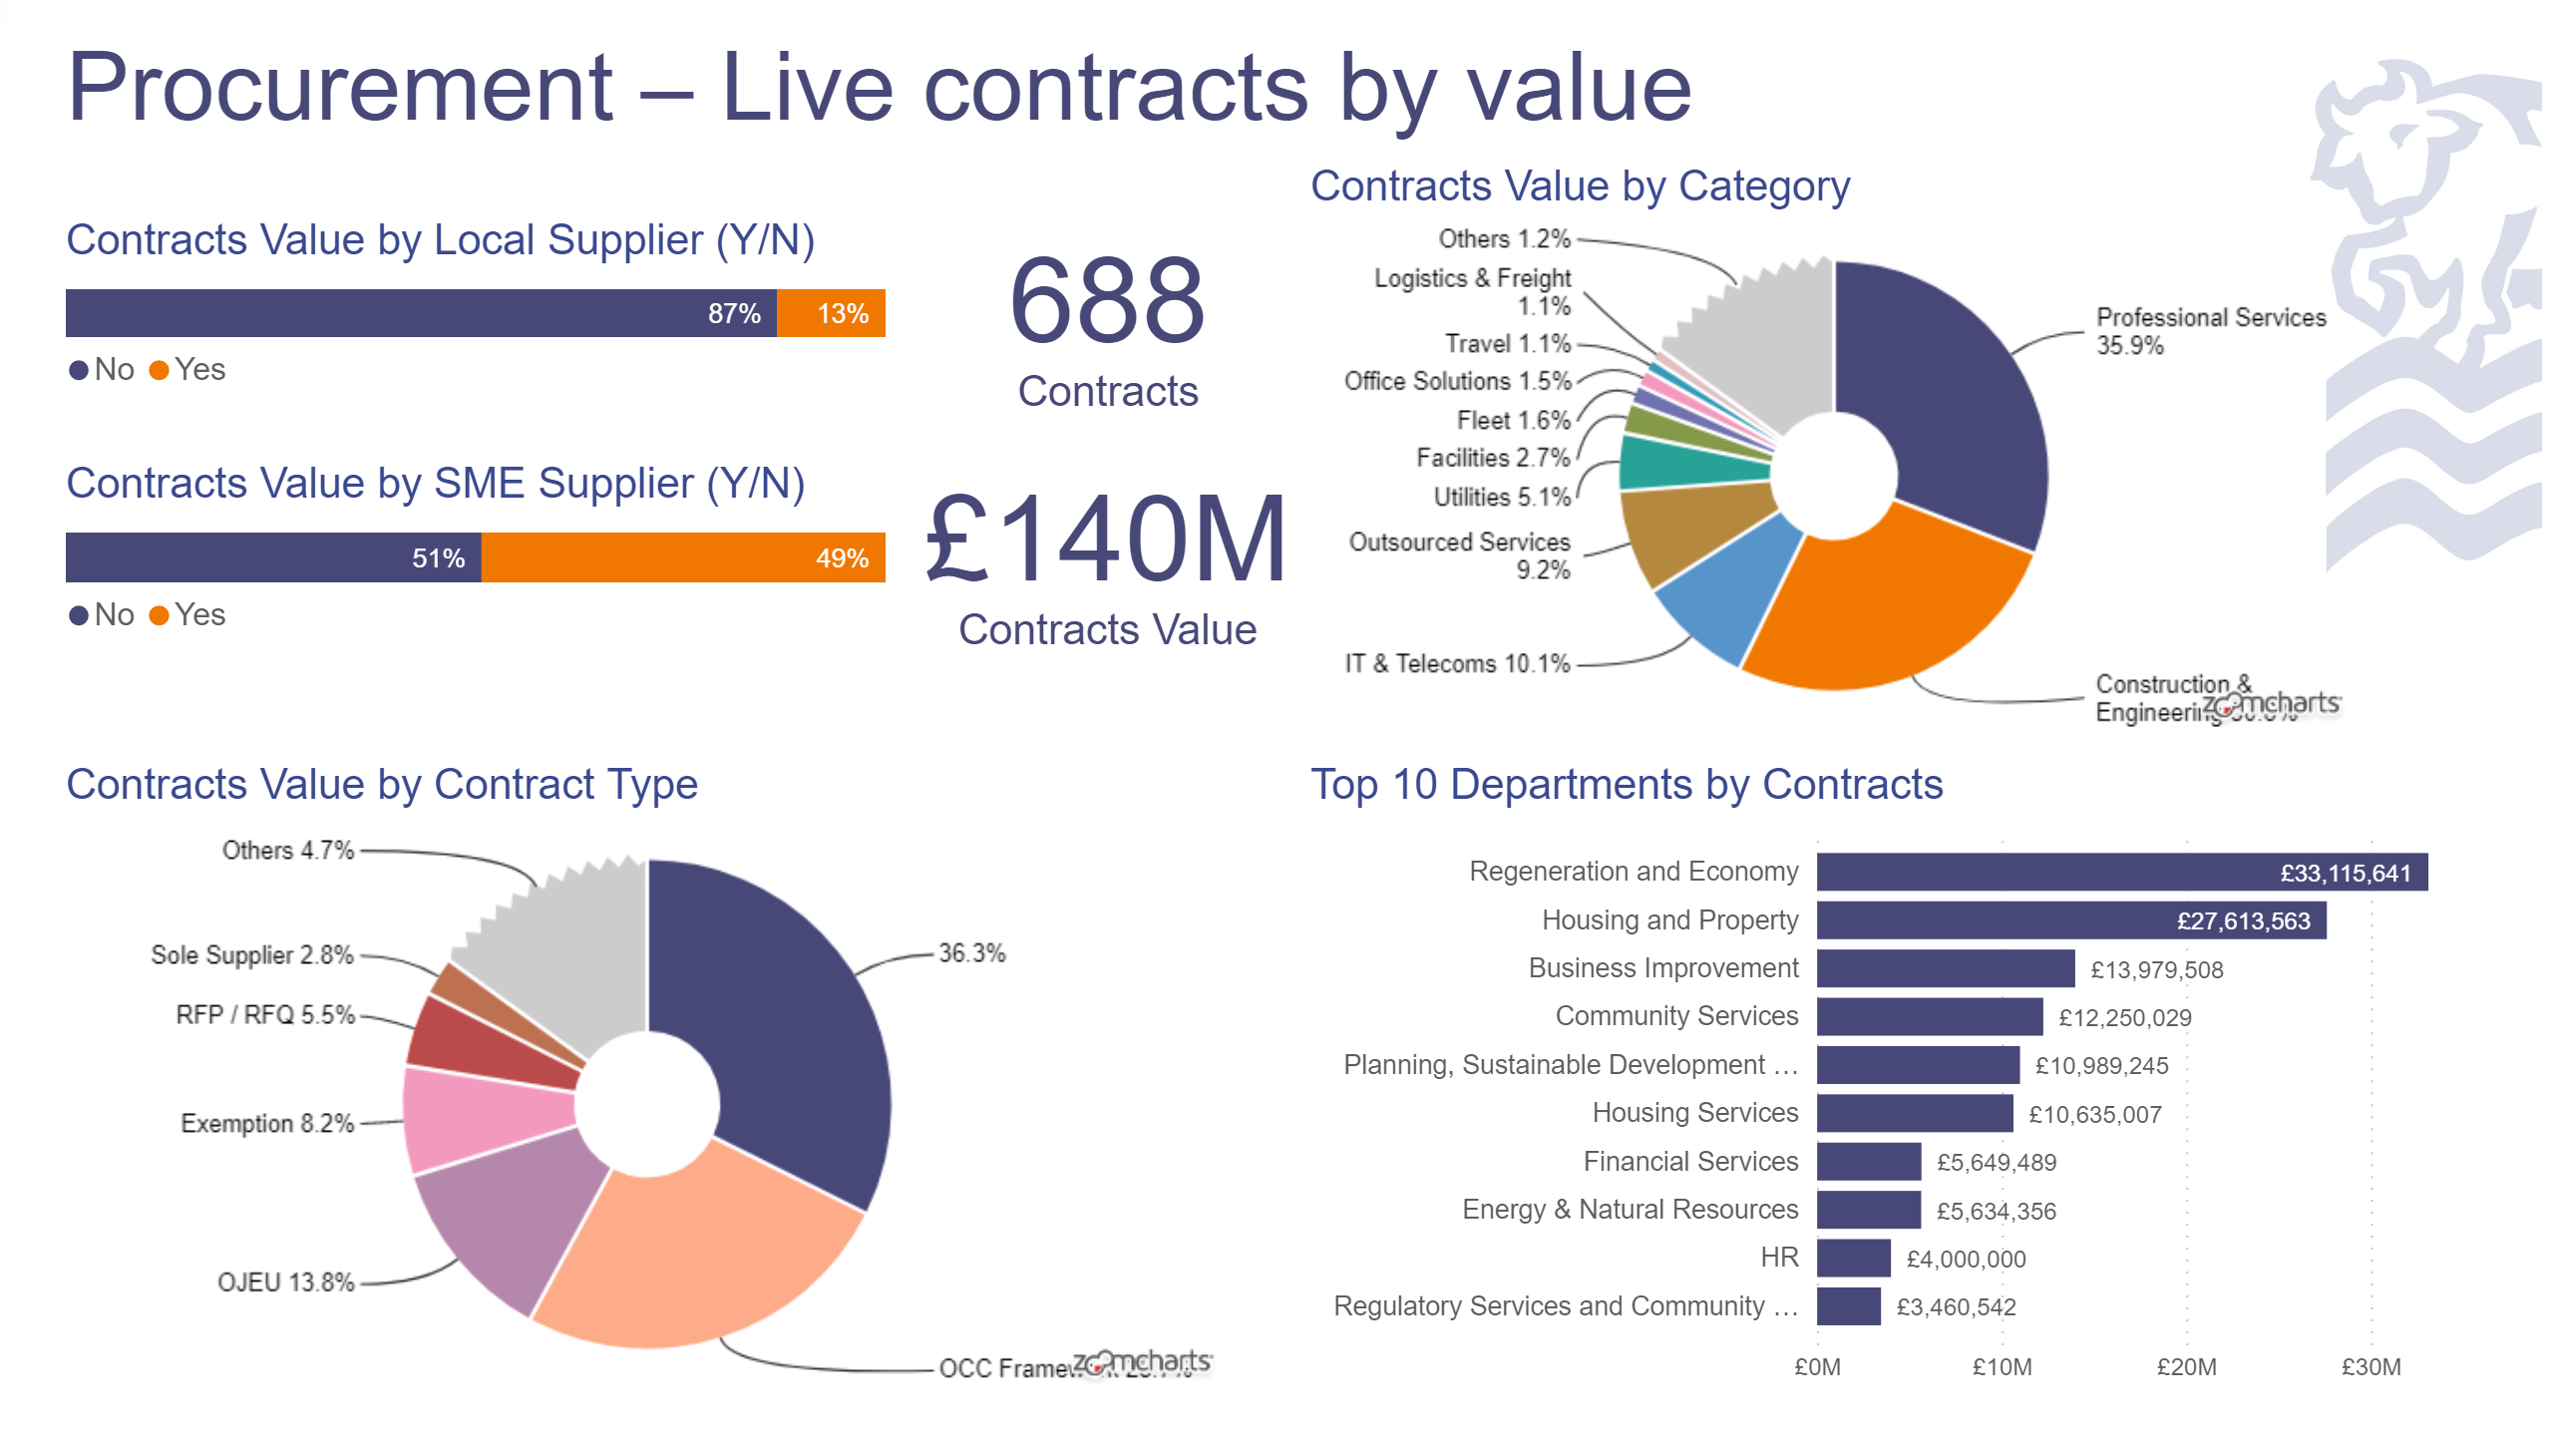 Procurement – Live contracts by value
Contracts Value by Local Supplier (Y/N)
87%
13%
No
Yes
688
Contracts
Contracts Value by SME Supplier (Y/N)
51%
49%
No
Yes
£140M
Contracts Value
Contracts Value by Category
Others 1.2%
Logistics & Freight
1.1%
Travel 1.1%
Office Solutions 1.5%
Fleet 1.6%
Facilities 2.7%
Utilities 5.1%
Outsourced Services
9.2%
IT & Telecoms 10.1%
Professional Services
35.9%
Construction &
Engineering
zoomcharts
Contracts Value by Contract Type
Others 4.7%
Sole Supplier 2.8%
RFP / RFQ 5.5%
Exemption 8.2%
OJEU 13.8%
36.3%
OCC
zoomcharts
Top 10 Departments by Contracts
Regeneration and Economy £33,115,641
Housing and Property £27,613,563
Business Improvement £13,979,508
Community Services £12,250,029
Planning, Sustainable Development … £10,989,245
Housing Services £10,635,007
Financial Services £5,649,489
Energy & Natural Resources £5,634,356
HR £4,000,000
Regulatory Services and Community … £3,460,542
£0M £10M £20M £30M